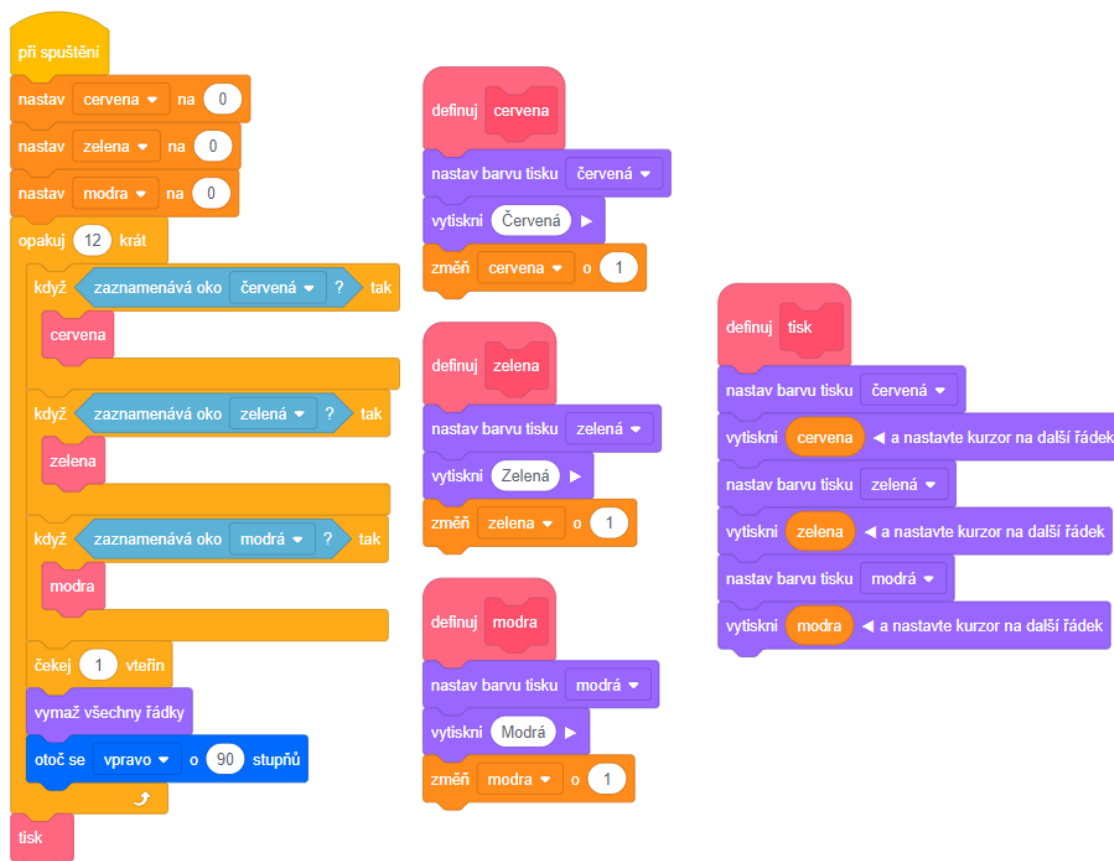 při spuštění
nastav cervena na 0
nastav zelena na 0
nastav modra na 0
opakuj 12 krát
když zaznamenává oko červená ? tak
cervena
když zaznamenává oko zelená ? tak
zelena
když zaznamenává oko modrá ? tak
modra
čekej 1 vteřin
vymaž všechny řádky
otoč se vpravo o 90 stupňů
tisk
definuj cervena
nastav barvu tisku červená
vytiskni Červená
změň cervena o 1
definuj zelena
nastav barvu tisku zelená
vytiskni Zelená
změň zelena o 1
definuj modra
nastav barvu tisku modrá
vytiskni Modrá
změň modra o 1
definuj tisk
nastav barvu tisku červená
vytiskni cervena a nastavte kurzor na další řádek
nastav barvu tisku zelená
vytiskni zelena a nastavte kurzor na další řádek
nastav barvu tisku modrá
vytiskni modra a nastavte kurzor na další řádek